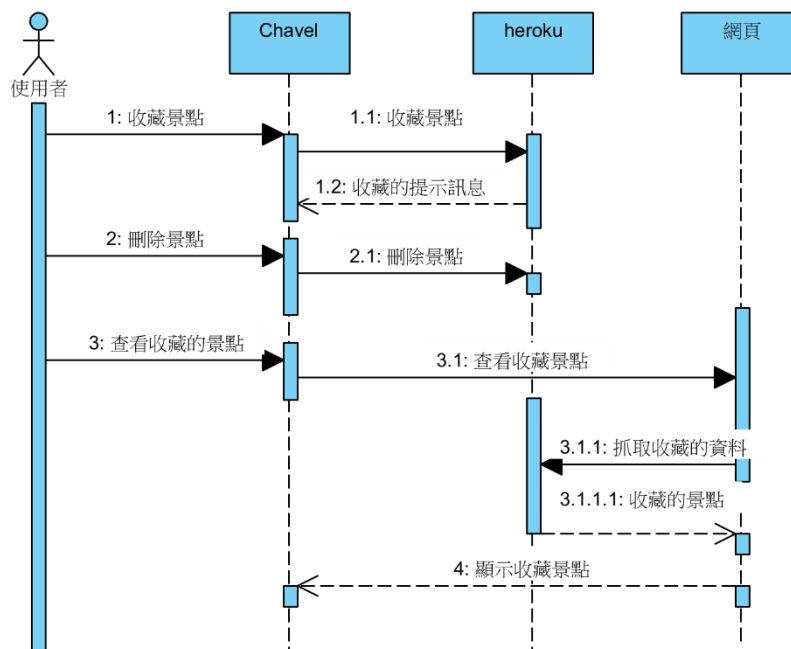 Chavel
heroku
網頁
使用者
1: 收藏景點
1.1: 收藏景點
1.2: 收藏的提示訊息
2: 刪除景點
2.1: 刪除景點
3: 查看收藏的景點
3.1: 查看收藏景點
3.1.1: 抓取收藏的資料
3.1.1.1: 收藏的景點
4: 顯示收藏景點